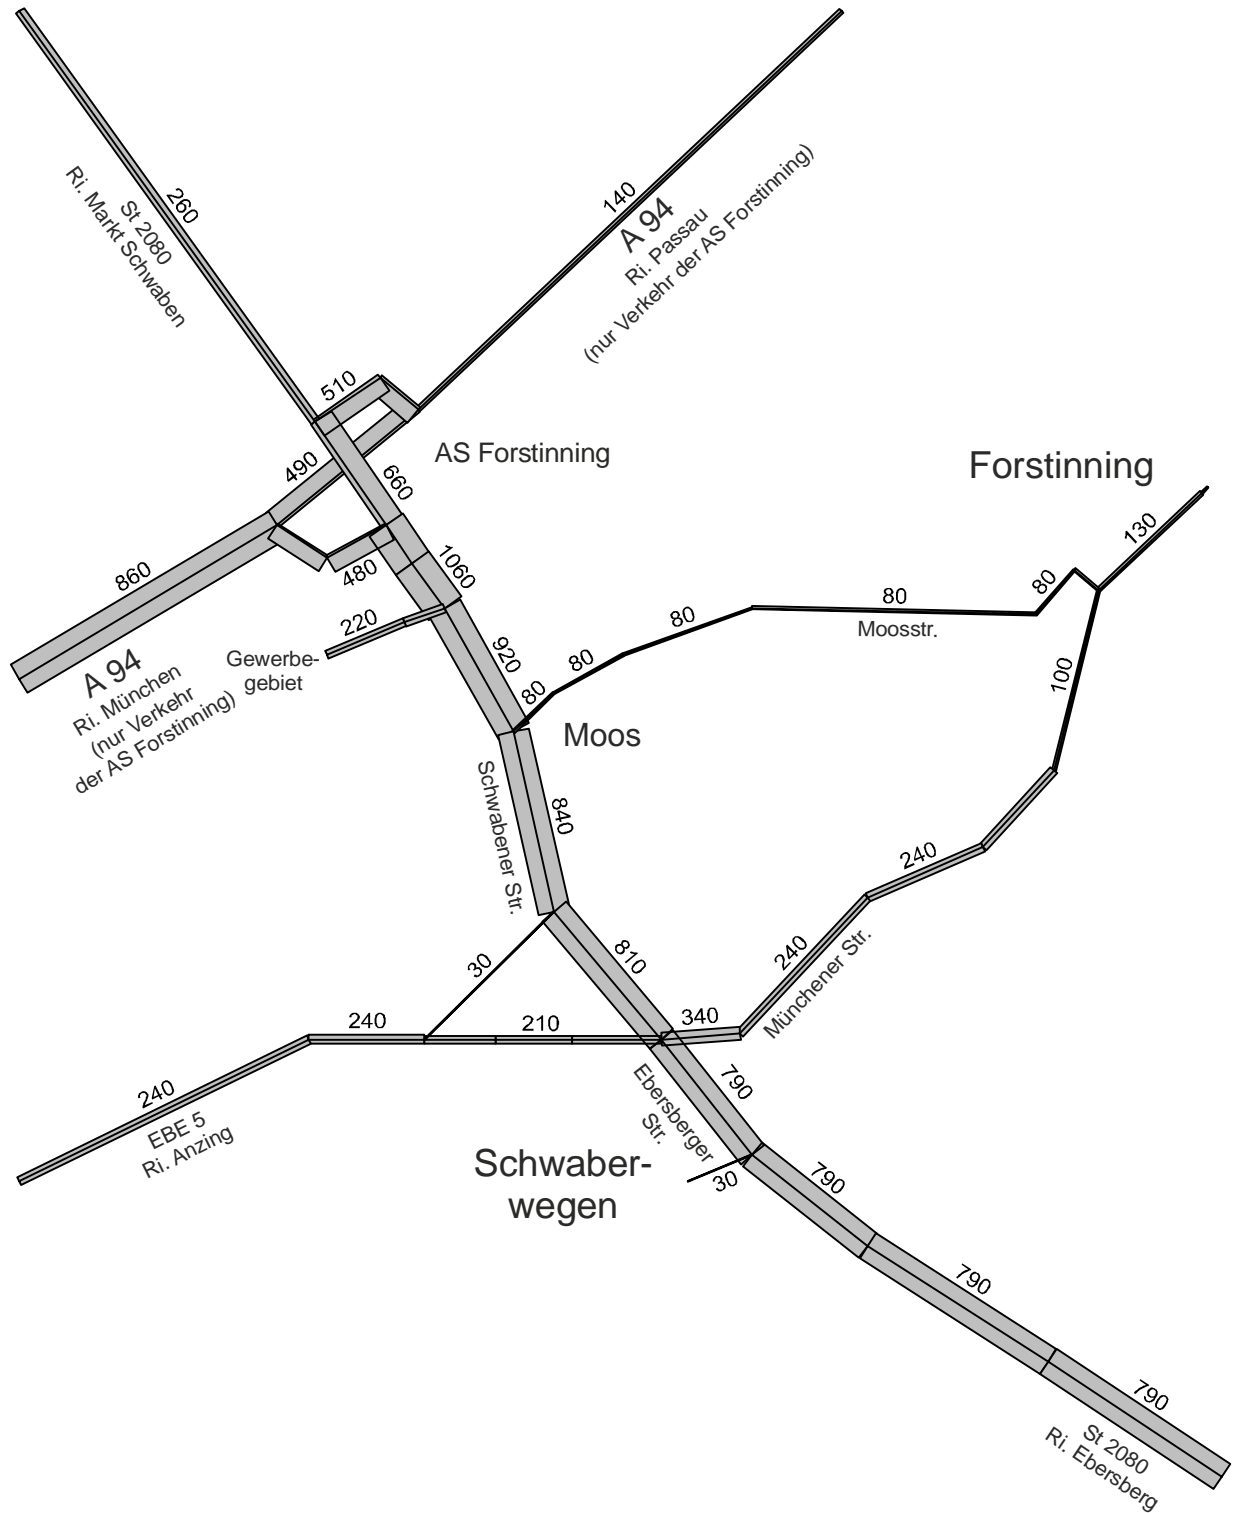 260
St 2080
Ri. Markt Schwaben
140
A 94
Ri. Passau
(nur Verkehr der AS Forstinning)
510
AS Forstinning
490
660
Forstinning
130
860
480
1060
80
80
Moosstr.
80
80
80
220
Gewerbe-
gebiet
920
A 94
Ri. München
(nur Verkehr
der AS Forstinning)
Moos
100
Schwabener Str.
840
240
30
810
240
Münchener Str.
240
210
340
240
EBE 5
Ri. Anzing
Ebersberger
Str.
790
Schwaber-
wegen
30
790
790
790
St 2080
Ri. Ebersberg